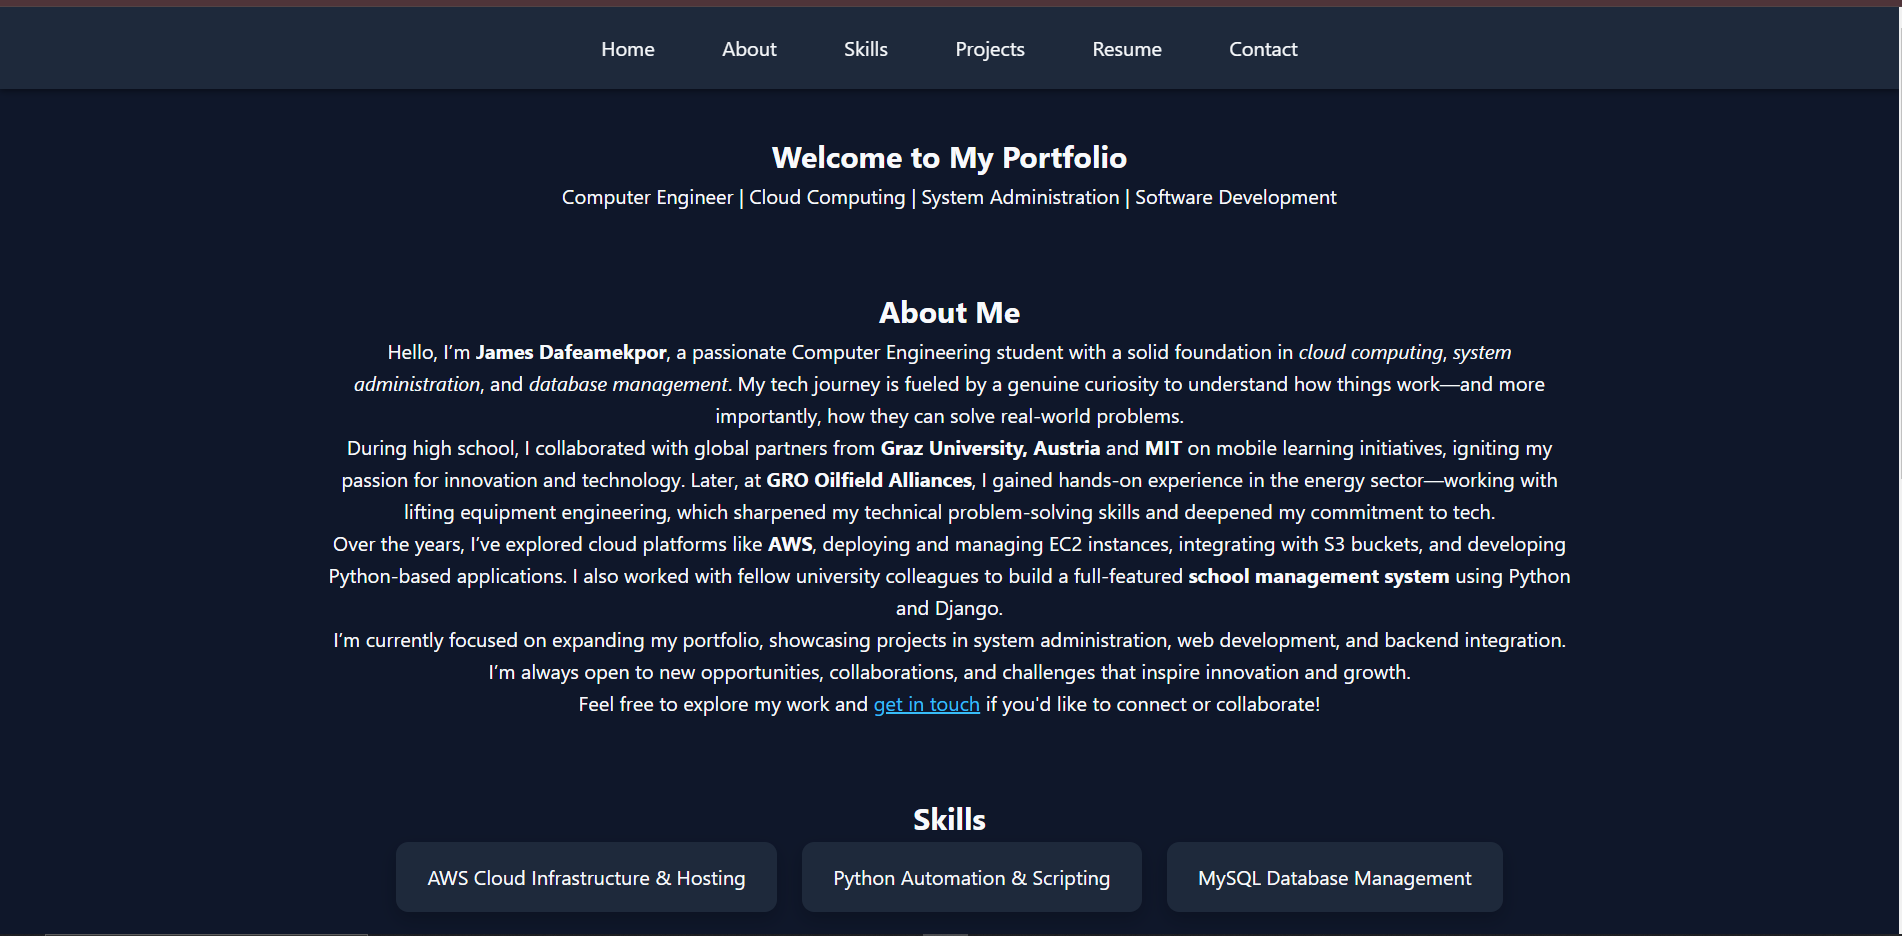 Home About Skills Projects Resume Contact
Welcome to My Portfolio
Computer Engineer | Cloud Computing | System Administration | Software Development
About Me
Hello, I’m James Dafeamekpor, a passionate Computer Engineering student with a solid foundation in cloud computing, system
administration, and database management. My tech journey is fueled by a genuine curiosity to understand how things work—and more
importantly, how they can solve real-world problems.
During high school, I collaborated with global partners from Graz University, Austria and MIT on mobile learning initiatives, igniting my
passion for innovation and technology. Later, at GRO Oilfield Alliances, I gained hands-on experience in the energy sector—working with
lifting equipment engineering, which sharpened my technical problem-solving skills and deepened my commitment to tech.
Over the years, I’ve explored cloud platforms like AWS, deploying and managing EC2 instances, integrating with S3 buckets, and developing
Python-based applications. I also worked with fellow university colleagues to build a full-featured school management system using Python
and Django.
I’m currently focused on expanding my portfolio, showcasing projects in system administration, web development, and backend integration.
I’m always open to new opportunities, collaborations, and challenges that inspire innovation and growth.
Feel free to explore my work and get in touch if you'd like to connect or collaborate!
Skills
AWS Cloud Infrastructure & Hosting
Python Automation & Scripting
MySQL Database Management